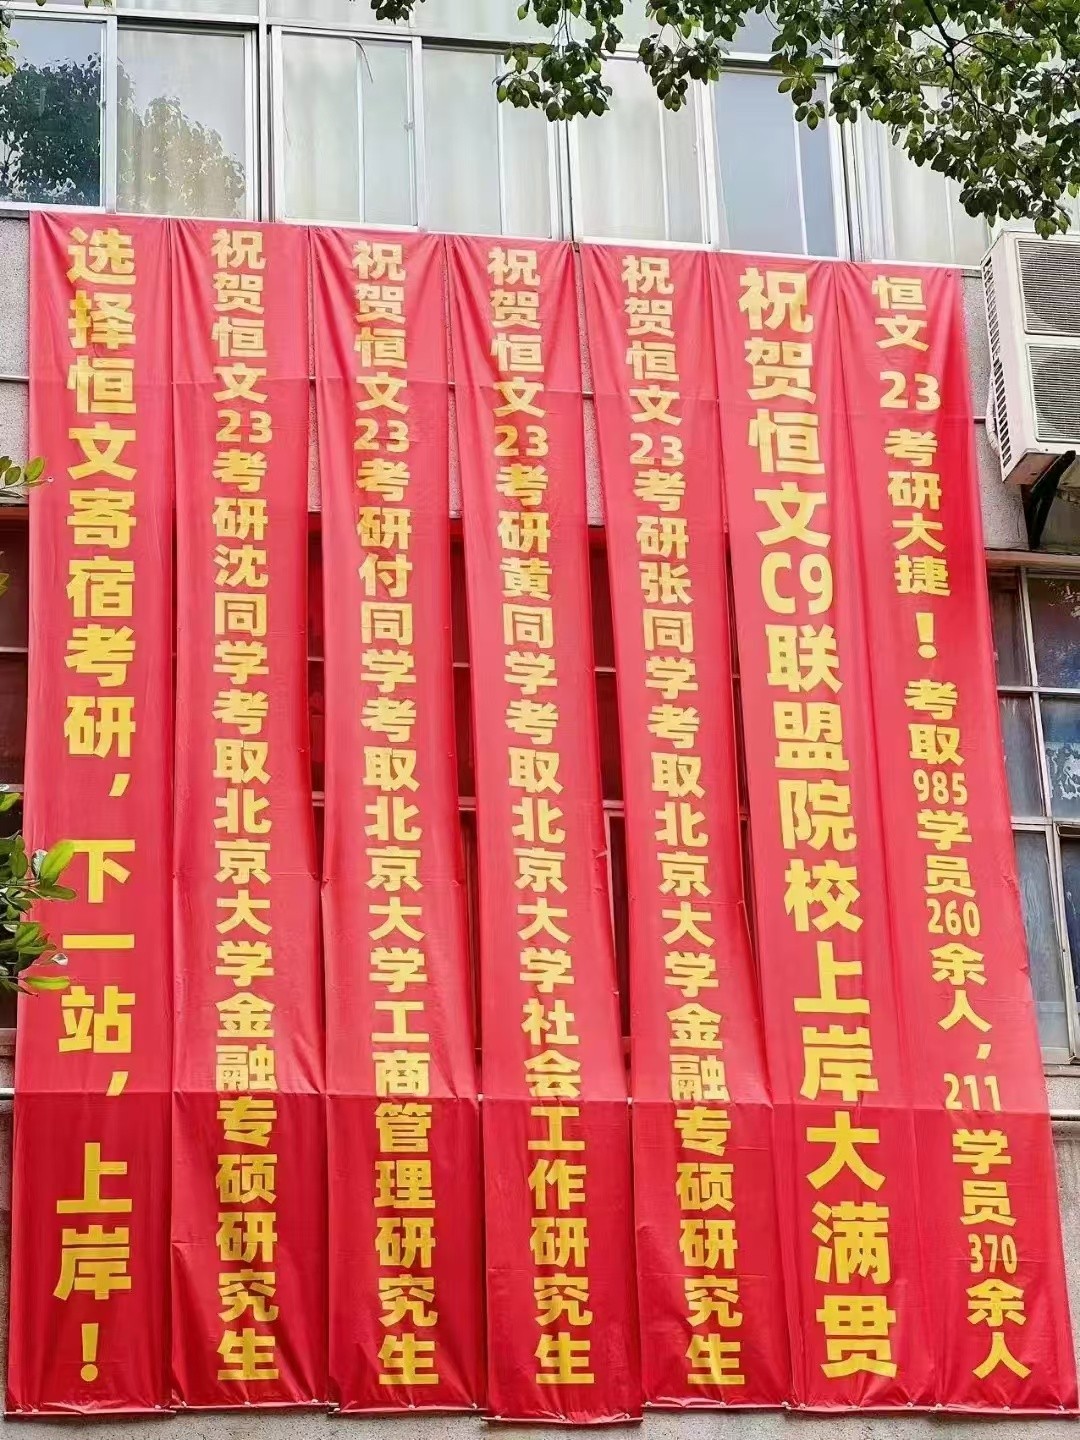 恒文 23 考研大捷！考取985学员260余人，211学员370余人
祝贺恒文C9联盟院校上岸大满贯
祝贺恒文23考研张同学考取北京大学金融专硕研究生
祝贺恒文23考研黄同学考取北京大学社会工作研究生
祝贺恒文23考研付同学考取北京大学工商管理研究生
祝贺恒文23考研沈同学考取北京大学金融专硕研究生
选择恒文寄宿考研，下一站，上岸！